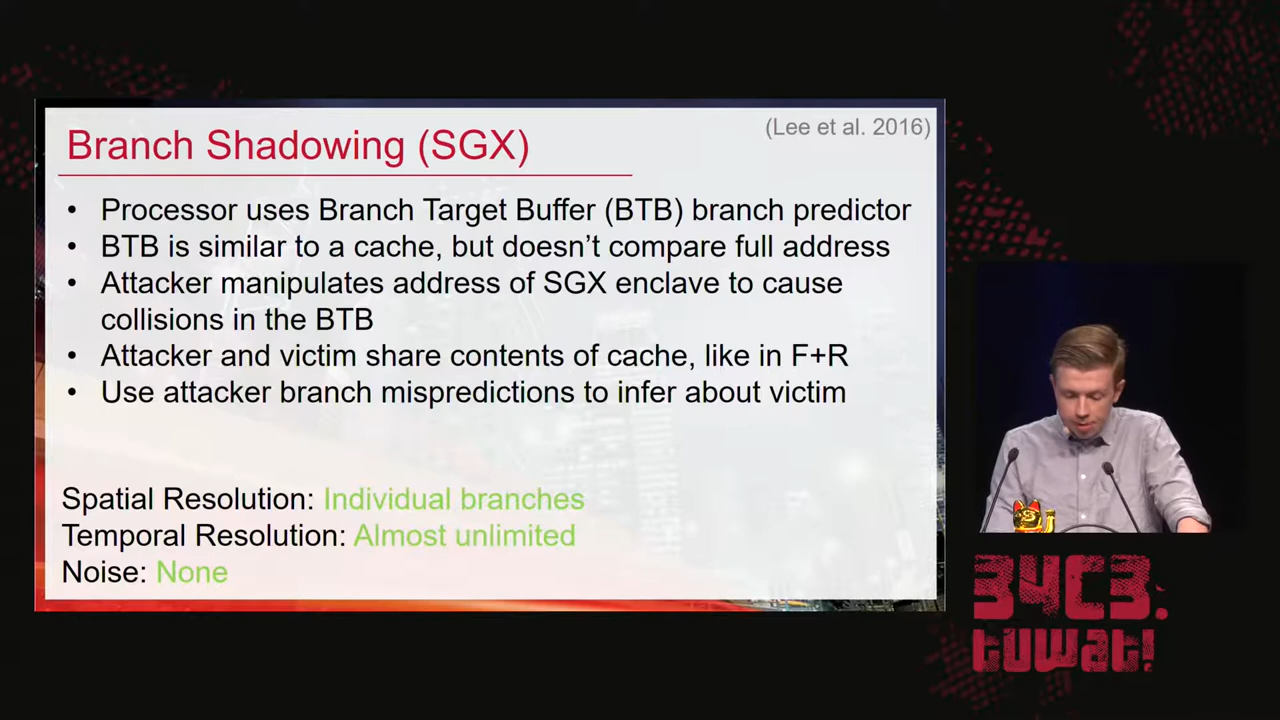 Branch Shadowing (SGX)
(Lee et al. 2016)
• Processor uses Branch Target Buffer (BTB) branch predictor
• BTB is similar to a cache, but doesn’t compare full address
• Attacker manipulates address of SGX enclave to cause
collisions in the BTB
• Attacker and victim share contents of cache, like in F+R
• Use attacker branch mispredictions to infer about victim
Spatial Resolution: Individual branches
Temporal Resolution: Almost unlimited
Noise: None
34C3.
tuwat!